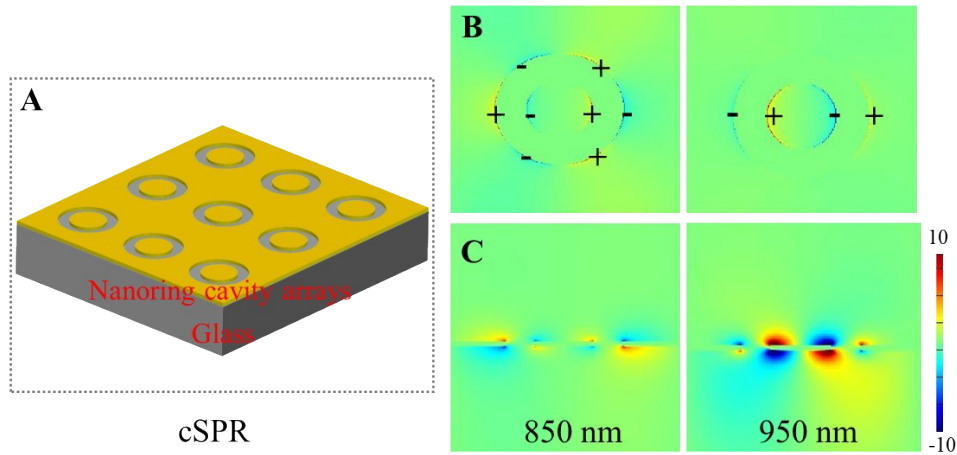 A
Nanoring cavity arrays
Glass
cSPR
B
- +
+ - + -
- +
- + - +
C
850 nm
950 nm
10
-10